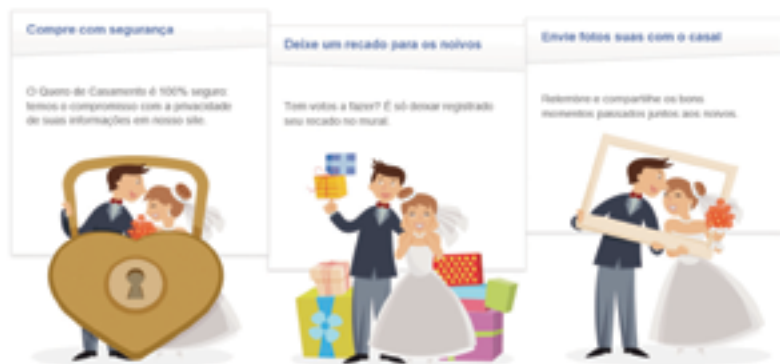 Compre com segurança
O Quero de Casamento é 100% seguro:
temos o compromisso com a privacidade
de suas informações em nosso site.
Deixe um recado para os noivos
Tem votos a fazer? É só deixar registrado
seu recado no mural.
Envie fotos suas com o casal
Relembre e compartilhe os bons
momentos passados juntos aos noivos.